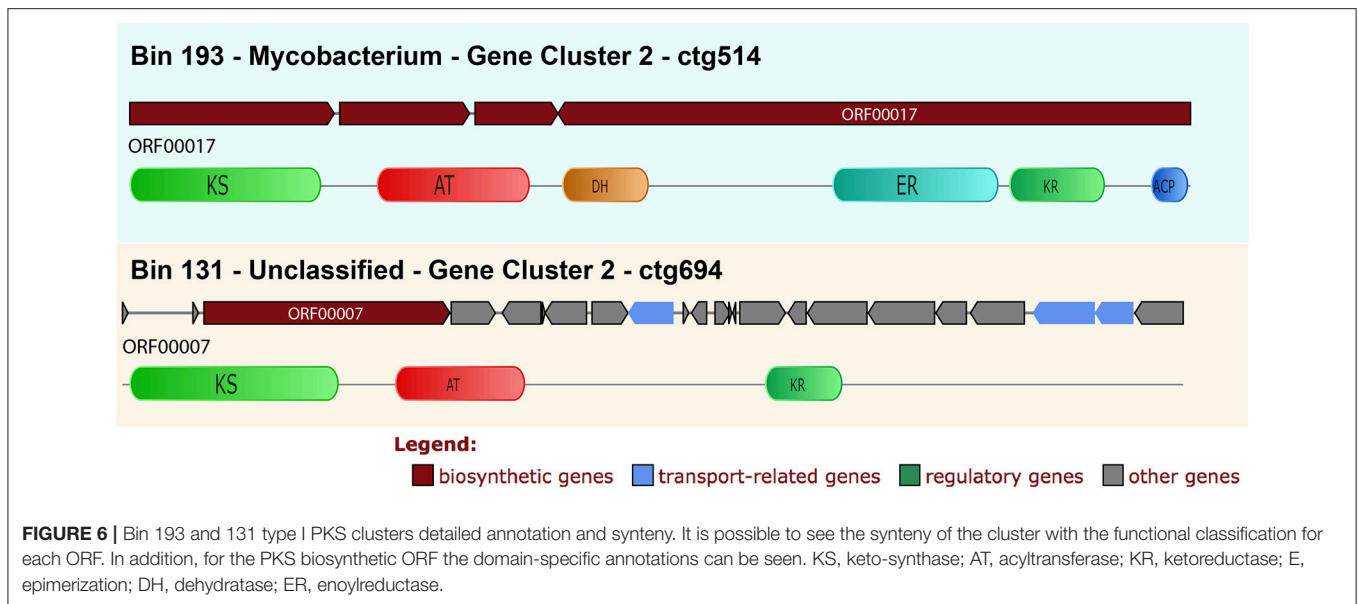 Bin 193 - Mycobacterium - Gene Cluster 2 - ctg514
ORF00017
ORF00017
KS
AT
DH
ER
KR
ACP
Bin 131 - Unclassified - Gene Cluster 2 - ctg694
ORF00007
ORF00007
KS
AT
KR
Legend:
biosynthetic genes
transport-related genes
regulatory genes
other genes
FIGURE 6 | Bin 193 and 131 type I PKS clusters detailed annotation and synteny. It is possible to see the synteny of the cluster with the functional classification for
each ORF. In addition, for the PKS biosynthetic ORF the domain-specific annotations can be seen. KS, keto-synthase; AT, acyltransferase; KR, ketoreductase; E,
epimerization; DH, dehydratase; ER, enoylreductase.